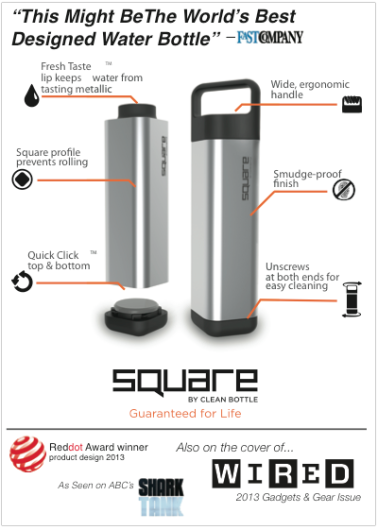 “This Might BeThe World’s Best
Designed Water Bottle” – FAST COMPANY
Fresh Taste ™
lip keeps water from
tasting metallic
Wide, ergonomic
handle
Square profile
prevents rolling
Smudge-proof
finish
Quick Click ™
top & bottom
Unscrews
at both ends for
easy cleaning
square
square
square
BY CLEAN BOTTLE
Guaranteed for Life
Reddot Award winner
product design 2013
Also on the cover of...
WIRED
As Seen on ABC’s SHARK
TANK
2013 Gadgets & Gear Issue